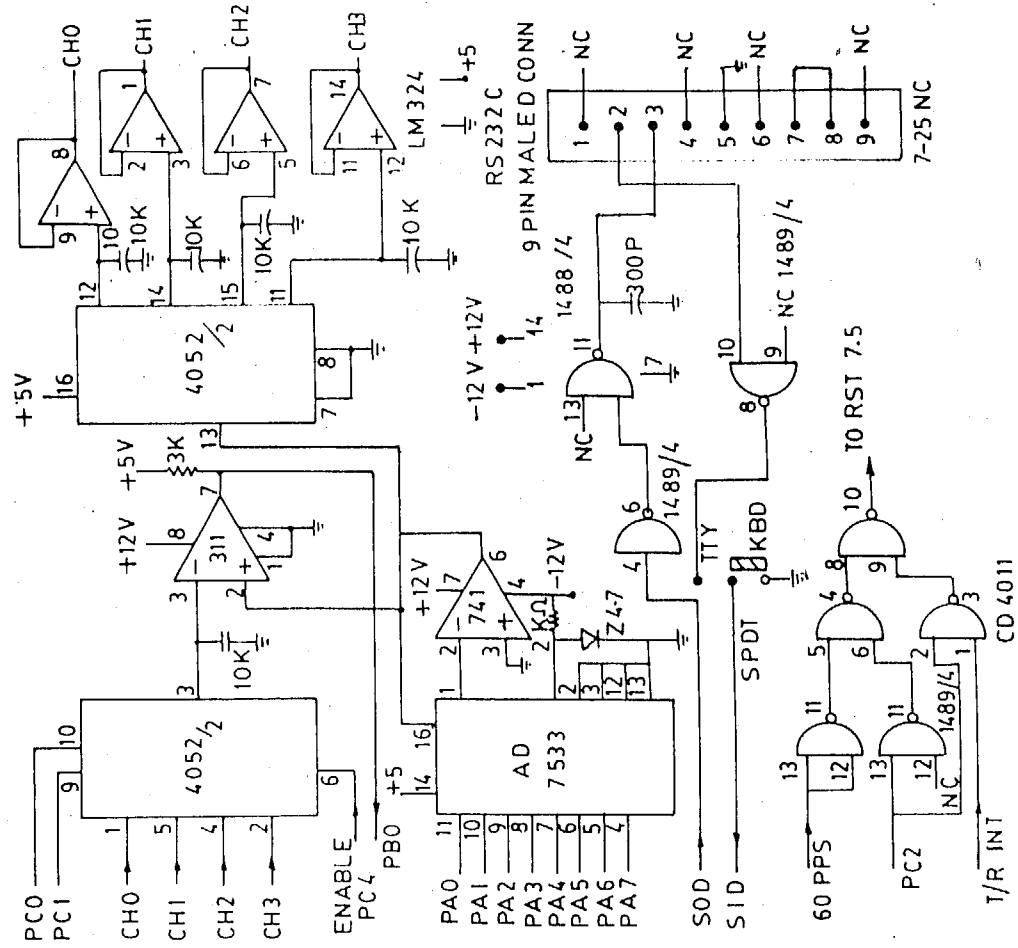 PC0
PC1
9
10
4052/2
CH0
1
CH1
5
CH2
4
CH3
2
3
6
ENABLE
PC4
PB0
10K
3
2
311
+12V
8
7
1
4
+5V
3K
+5V
16
4052/2
13
7
8
12
14
15
11
10K
10K
10K
10K
9
10
8
CH0
2
3
1
CH1
6
5
7
CH2
11
12
14
CH3
LM324
+5
+5
14
16
AD
7533
PA0
11
PA1
10
PA2
9
PA3
8
PA4
7
PA5
6
PA6
5
PA7
4
1
2
3
12
13
2
3
741
+12V
7
6
4
-12V
2
KΩ
Z4·7
-12V
+12V
1
14
RS232C
9 PIN MALE D CONN
1488/4
NC
13
11
300P
7
1
NC
2
3
4
NC
5
6
NC
7
8
9
NC
7-25NC
SOD
4
6
1489/4
SID
TTY
SPDT
KBD
8
10
9
NC
1489/4
60 PPS
13
12
11
PC2
13
12
NC
11
1489/4
T/R INT
5
6
4
2
1
3
8
9
10
TO RST 7.5
CD 4011